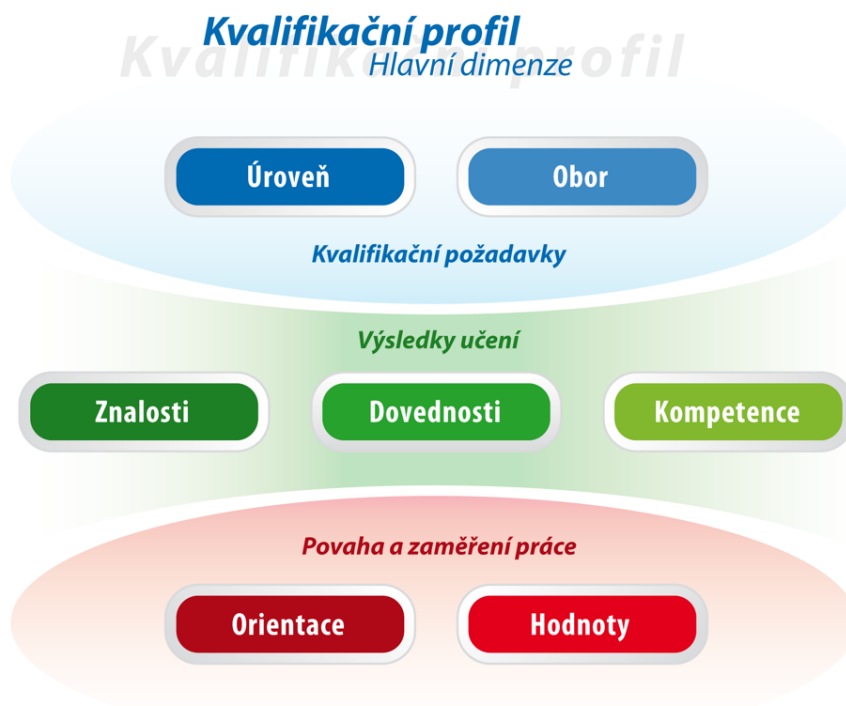 Kvalifikační profil
Kvalifikační profil
Hlavní dimenze
Úroveň
Obor
Kvalifikační požadavky
Výsledky učení
Znalosti
Dovednosti
Kompetence
Povaha a zaměření práce
Orientace
Hodnoty